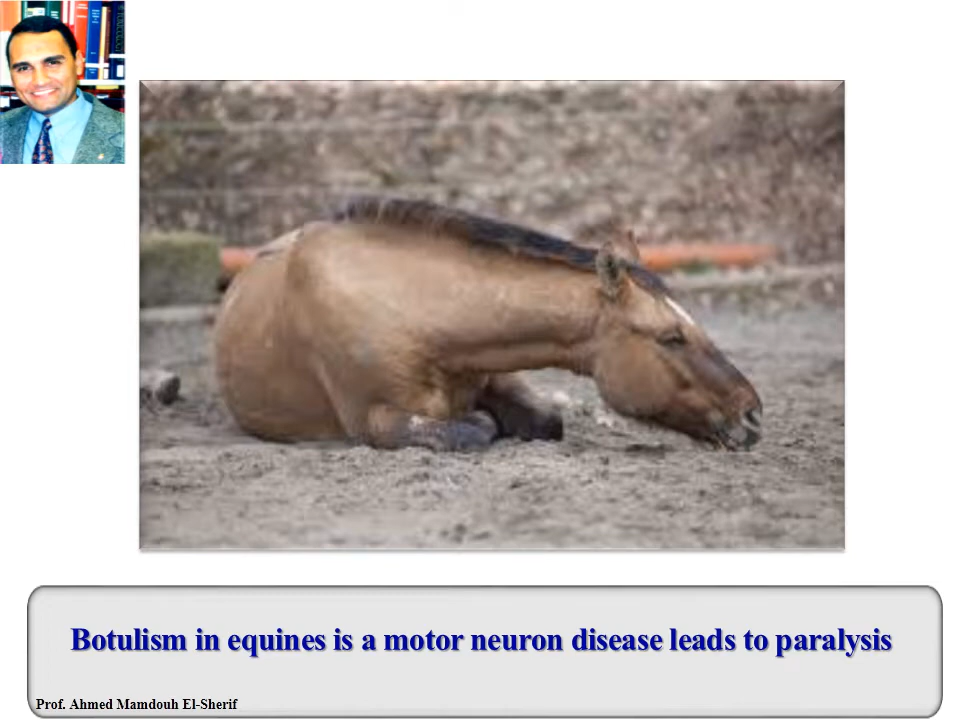 Botulism in equines is a motor neuron disease leads to paralysis
Prof. Ahmed Mamdouh El-Sherif